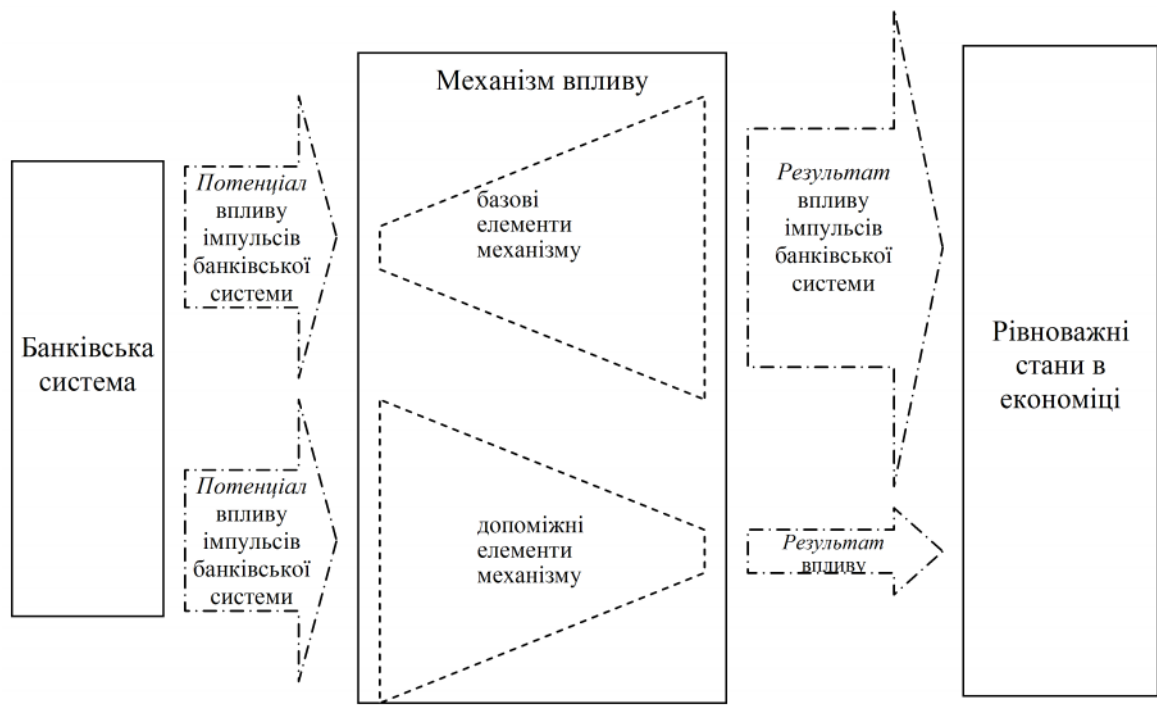 Банківська
система
Потенціал
впливу
імпульсів
банківської
системи
Потенціал
впливу
імпульсів
банківської
системи
Механізм впливу
базові
елементи
механізму
допоміжні
елементи
механізму
Результат
впливу
імпульсів
банківської
системи
Результат
впливу
Рівноважні
стани в
економіці